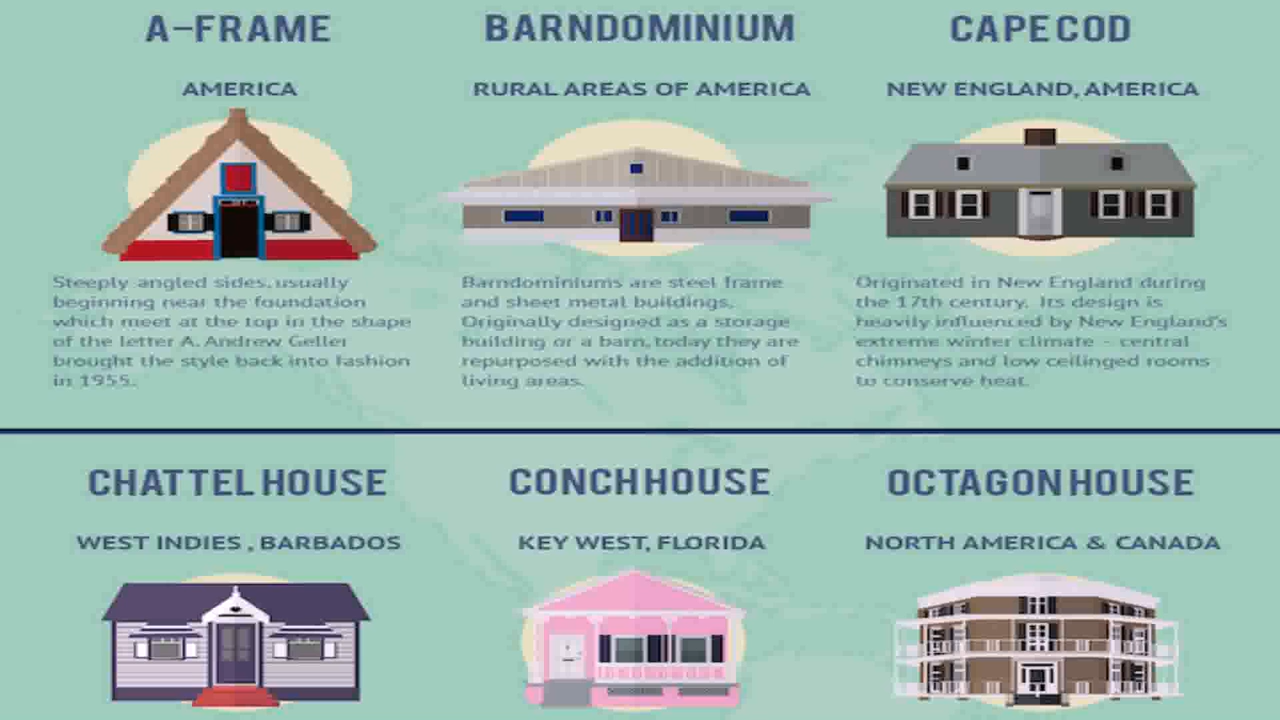 A-FRAME
AMERICA
Steeply angled sides, usually
beginning near the foundation
which meet at the top in the shape
of the letter A. Andrew Geller
brought the style back into fashion
in 1955.
BARNDOMINIUM
RURAL AREAS OF AMERICA
Barndominiums are steel frame
and sheet metal buildings.
Originally designed as a storage
building or a barn, today they are
repurposed with the addition of
living areas.
CAPE COD
NEW ENGLAND, AMERICA
Originated in New England during
the 17th century. Its design is
heavily influenced by New England's
extreme winter climate - central
chimneys and low ceilinged rooms
to conserve heat.
CHATTEL HOUSE
WEST INDIES , BARBADOS
CONCH HOUSE
KEY WEST, FLORIDA
OCTAGON HOUSE
NORTH AMERICA & CANADA